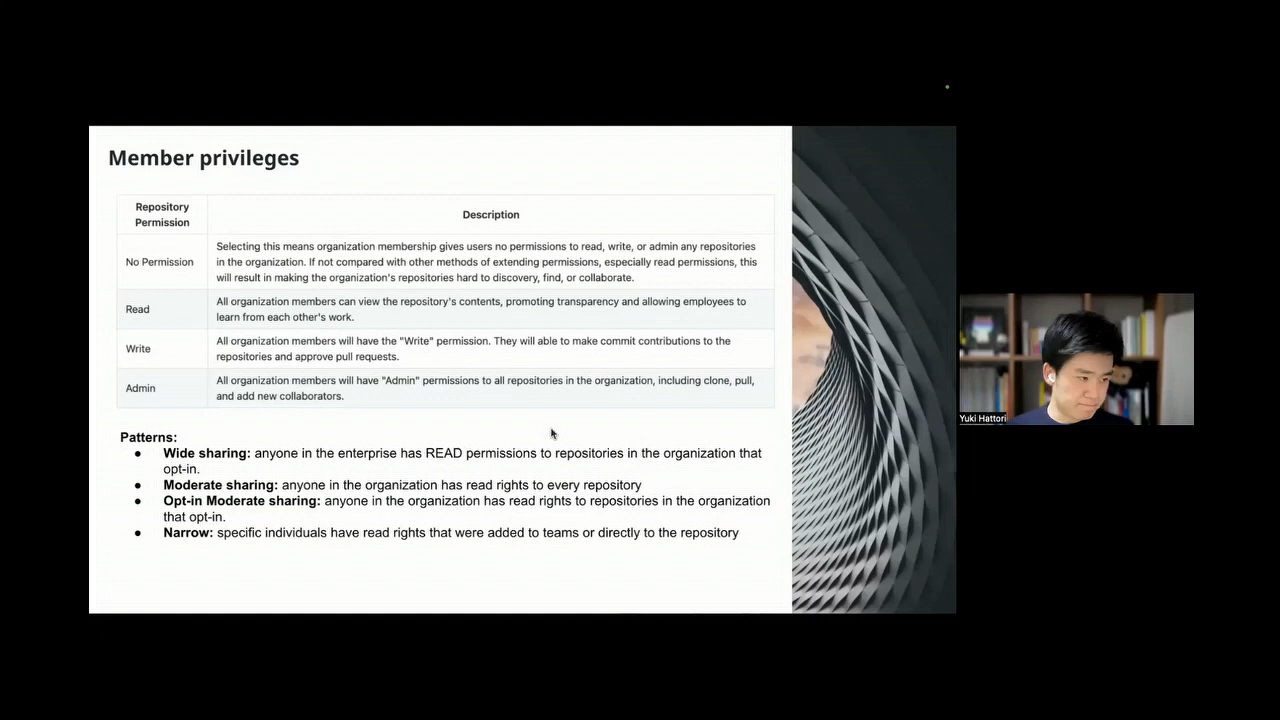 Member privileges
Repository
Permission
Description
No Permission
Selecting this means organization membership gives users no permissions to read, write, or admin any repositories
in the organization. If not compared with other methods of extending permissions, especially read permissions, this
will result in making the organization's repositories hard to discover, find, or collaborate.
Read
All organization members can view the repository's contents, promoting transparency and allowing employees to
learn from each other's work.
Write
All organization members will have the "Write" permission. They will able to make commit contributions to the
repositories and approve pull requests.
Admin
All organization members will have "Admin" permissions to all repositories in the organization, including clone, pull,
and add new collaborators.
Patterns:
● Wide sharing: anyone in the enterprise has READ permissions to repositories in the organization that
opt-in.
● Moderate sharing: anyone in the organization has read rights to every repository
● Opt-in Moderate sharing: anyone in the organization has read rights to repositories in the organization
that opt-in.
● Narrow: specific individuals have read rights that were added to teams or directly to the repository
Yuki Hattori